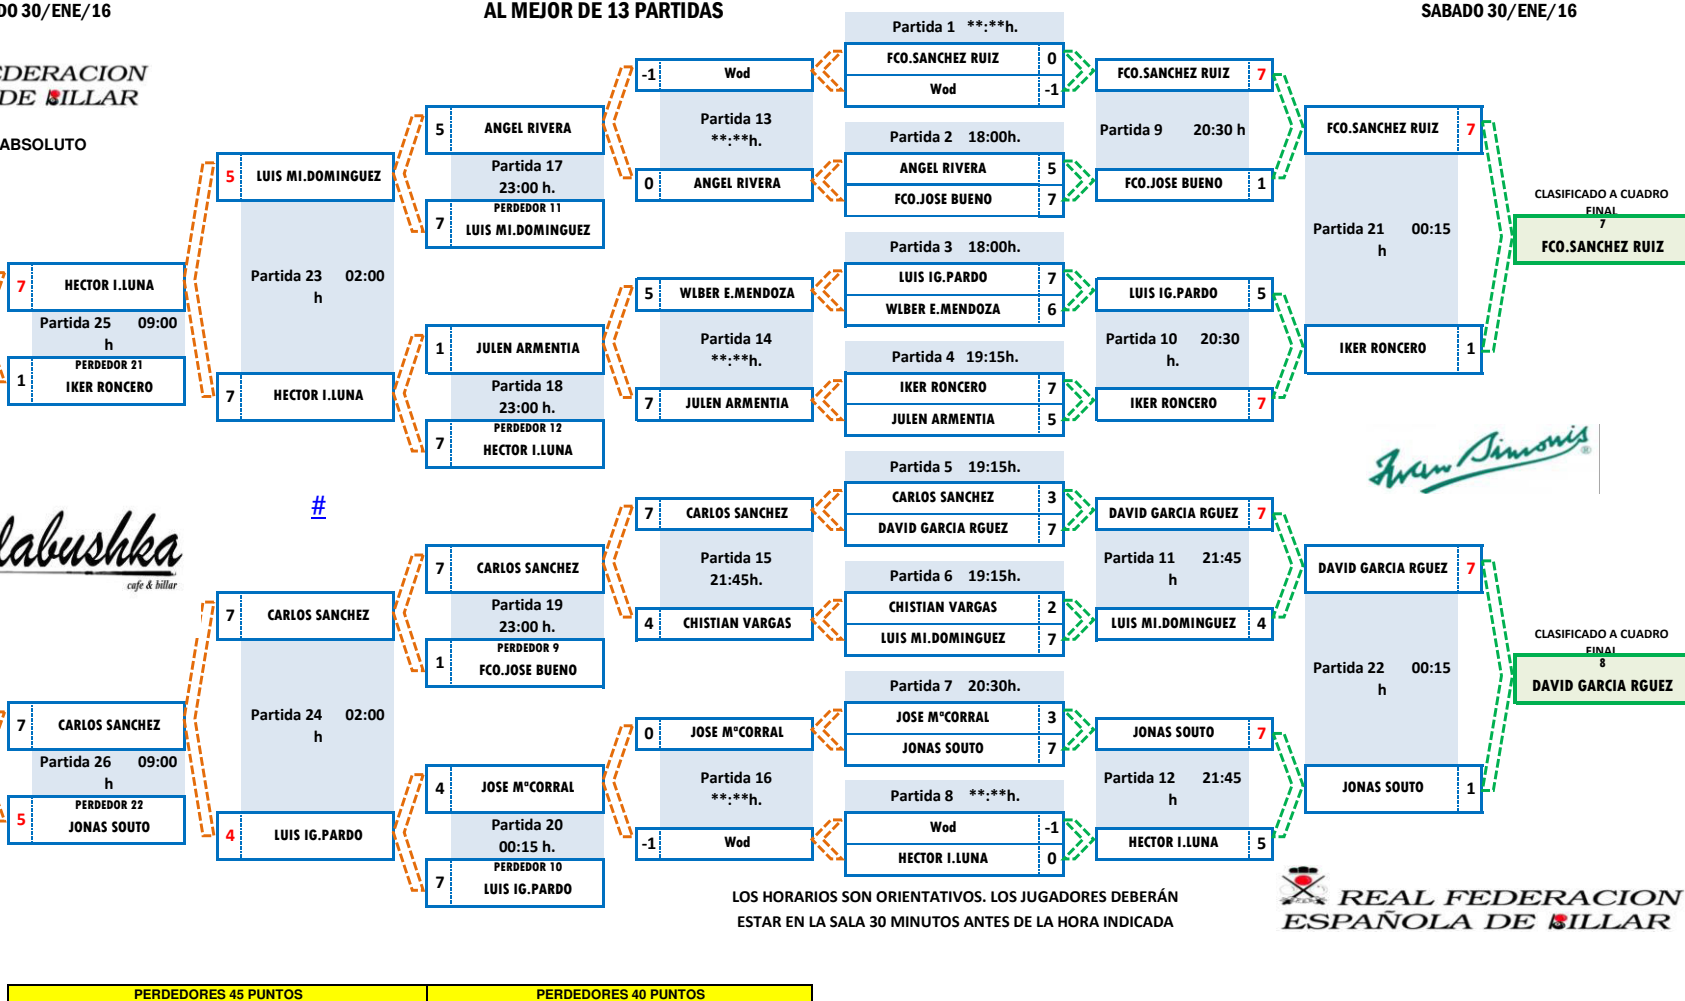 DO 30/ENE/16
AL MEJOR DE 13 PARTIDAS
SABADO 30/ENE/16
DE BILLAR
ABSOLUTO
Partida 1 **:**h.
FCO.SANCHEZ RUIZ 0
Wod -1
Partida 2 18:00h.
ANGEL RIVERA 5
FCO.JOSE BUENO 7
Partida 3 18:00h.
LUIS IG.PARDO 7
WLBER E.MENDOZA 6
Partida 4 19:15h.
IKER RONCERO 7
JULEN ARMENTIA 5
Partida 5 19:15h.
CARLOS SANCHEZ 3
DAVID GARCIA RGUEZ 7
Partida 6 19:15h.
CHISTIAN VARGAS 2
LUIS MI.DOMINGUEZ 7
Partida 7 20:30h.
JOSE MªCORRAL 3
JONAS SOUTO 7
Partida 8 **:**h.
Wod -1
HECTOR I.LUNA 0
-1 Wod
Partida 13
**:**h.
0 ANGEL RIVERA
5 WLBER E.MENDOZA
Partida 14
**:**h.
7 JULEN ARMENTIA
7 CARLOS SANCHEZ
Partida 15
21:45h.
4 CHISTIAN VARGAS
0 JOSE MªCORRAL
Partida 16
**:**h.
-1 Wod
5 ANGEL RIVERA
Partida 17
23:00 h.
PERDEDOR 11
7 LUIS MI.DOMINGUEZ
1 JULEN ARMENTIA
Partida 18
23:00 h.
PERDEDOR 12
7 HECTOR I.LUNA
7 CARLOS SANCHEZ
Partida 19
23:00 h.
PERDEDOR 9
1 FCO.JOSE BUENO
4 JOSE MªCORRAL
Partida 20
00:15 h.
PERDEDOR 10
7 LUIS IG.PARDO
5 LUIS MI.DOMINGUEZ
Partida 23 02:00
h
7 HECTOR I.LUNA
#
7 CARLOS SANCHEZ
Partida 24 02:00
h
4 LUIS IG.PARDO
7 HECTOR I.LUNA
Partida 25 09:00
h
PERDEDOR 21
1 IKER RONCERO
labushka
cafe & billar
7 CARLOS SANCHEZ
Partida 26 09:00
h
PERDEDOR 22
5 JONAS SOUTO
FCO.SANCHEZ RUIZ 7
Partida 9 20:30 h
FCO.JOSE BUENO 1
LUIS IG.PARDO 5
Partida 10 20:30
h.
IKER RONCERO 7
DAVID GARCIA RGUEZ 7
Partida 11 21:45
h
LUIS MI.DOMINGUEZ 4
JONAS SOUTO 7
Partida 12 21:45
h
HECTOR I.LUNA 5
FCO.SANCHEZ RUIZ 7
Partida 21 00:15
h
IKER RONCERO 1
Iwan Simonis ®
DAVID GARCIA RGUEZ 7
Partida 22 00:15
h
JONAS SOUTO 1
CLASIFICADO A CUADRO
FINAL
7
FCO.SANCHEZ RUIZ
CLASIFICADO A CUADRO
FINAL
8
DAVID GARCIA RGUEZ
LOS HORARIOS SON ORIENTATIVOS. LOS JUGADORES DEBERÁN
ESTAR EN LA SALA 30 MINUTOS ANTES DE LA HORA INDICADA
REAL FEDERACION
ESPAÑOLA DE BILLAR
PERDEDORES 45 PUNTOS
PERDEDORES 40 PUNTOS